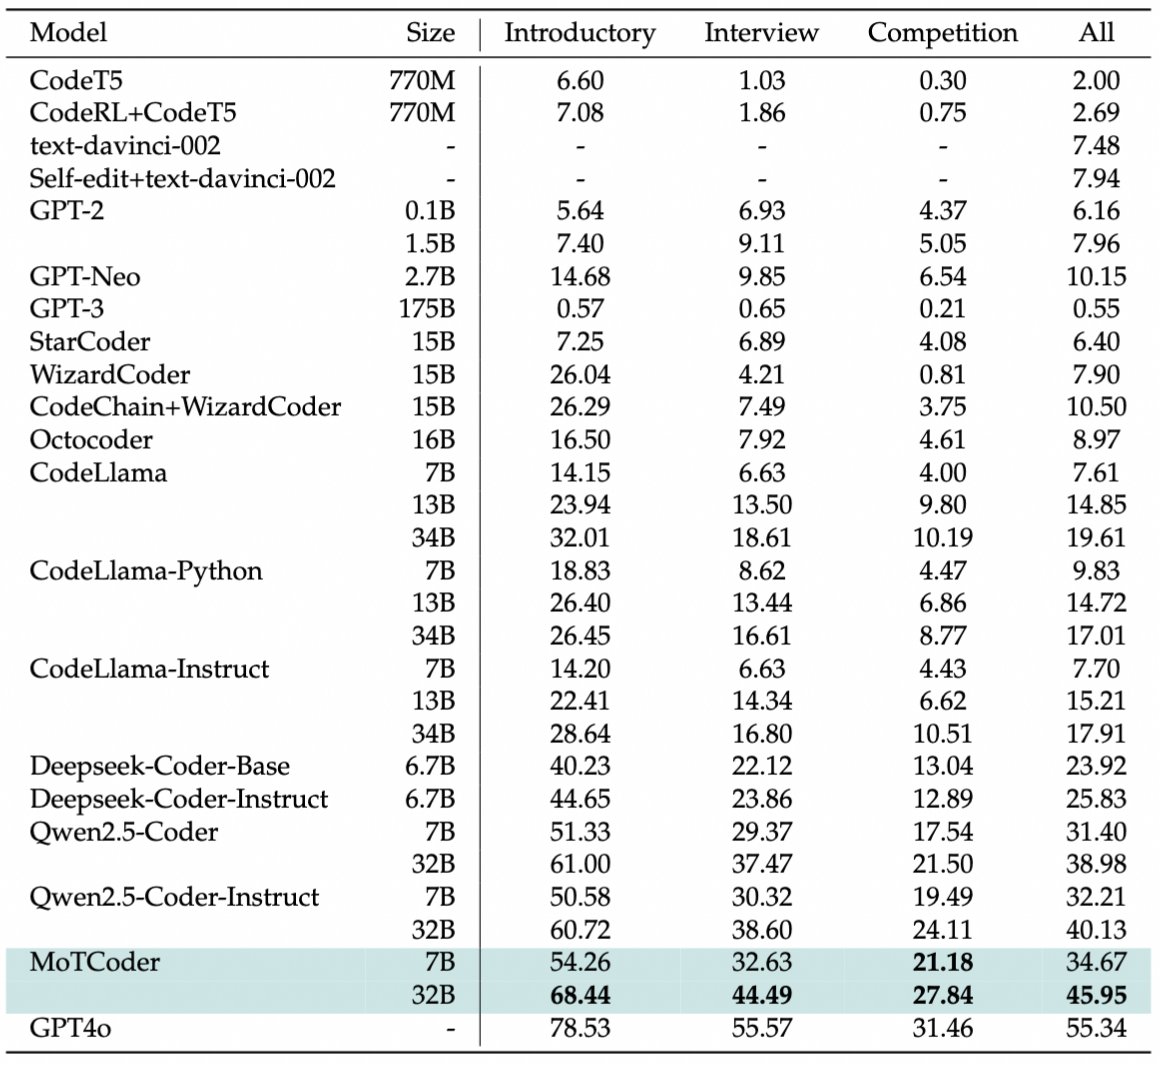 Model Size Introductory Interview Competition All
CodeT5 770M 6.60 1.03 0.30 2.00
CodeRL+CodeT5 770M 7.08 1.86 0.75 2.69
text-davinci-002 - - - - 7.48
Self-edit+text-davinci-002 - - - - 7.94
GPT-2 0.1B 5.64 6.93 4.37 6.16
1.5B 7.40 9.11 5.05 7.96
GPT-Neo 2.7B 14.68 9.85 6.54 10.15
GPT-3 175B 0.57 0.65 0.21 0.55
StarCoder 15B 7.25 6.89 4.08 6.40
WizardCoder 15B 26.04 4.21 0.81 7.90
CodeChain+WizardCoder 15B 26.29 7.49 3.75 10.50
Octocoder 16B 16.50 7.92 4.61 8.97
CodeLlama 7B 14.15 6.63 4.00 7.61
13B 23.94 13.50 9.80 14.85
34B 32.01 18.61 10.19 19.61
CodeLlama-Python 7B 18.83 8.62 4.47 9.83
13B 26.40 13.44 6.86 14.72
34B 26.45 16.61 8.77 17.01
CodeLlama-Instruct 7B 14.20 6.63 4.43 7.70
13B 22.41 14.34 6.62 15.21
34B 28.64 16.80 10.51 17.91
Deepseek-Coder-Base 6.7B 40.23 22.12 13.04 23.92
Deepseek-Coder-Instruct 6.7B 44.65 23.86 12.89 25.83
Qwen2.5-Coder 7B 51.33 29.37 17.54 31.40
32B 61.00 37.47 21.50 38.98
Qwen2.5-Coder-Instruct 7B 50.58 30.32 19.49 32.21
32B 60.72 38.60 24.11 40.13
MoTCoder 7B 54.26 32.63 21.18 34.67
32B 68.44 44.49 27.84 45.95
GPT4o - 78.53 55.57 31.46 55.34